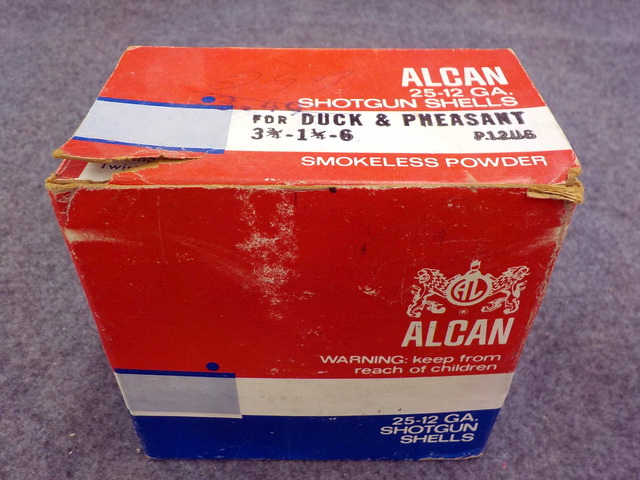 ALCAN
25-12 GA.
SHOTGUN SHELLS
FOR DUCK & PHEASANT
3¾-1¼-6 P12U6
SMOKELESS POWDER
AL
®
ALCAN
WARNING: keep from
reach of children
25-12 GA.
SHOTGUN
SHELLS